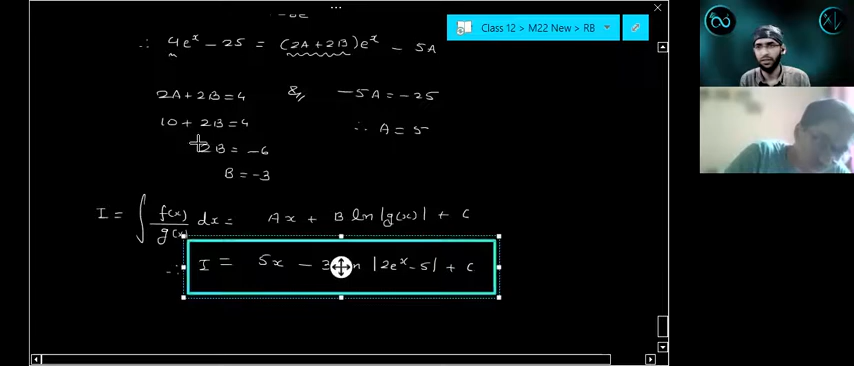 Class 12 > M22 New > RB
∴ 4eˣ − 25 = (2A + 2B)eˣ − 5A
2A + 2B = 4 & −5A = −25
10 + 2B = 4 ∴ A = 5
2B = −6
B = −3
I = ∫ f(x)/g(x) dx = Ax + B ln |g(x)| + C
∴ I = 5x − 3 |2eˣ − 5| + C